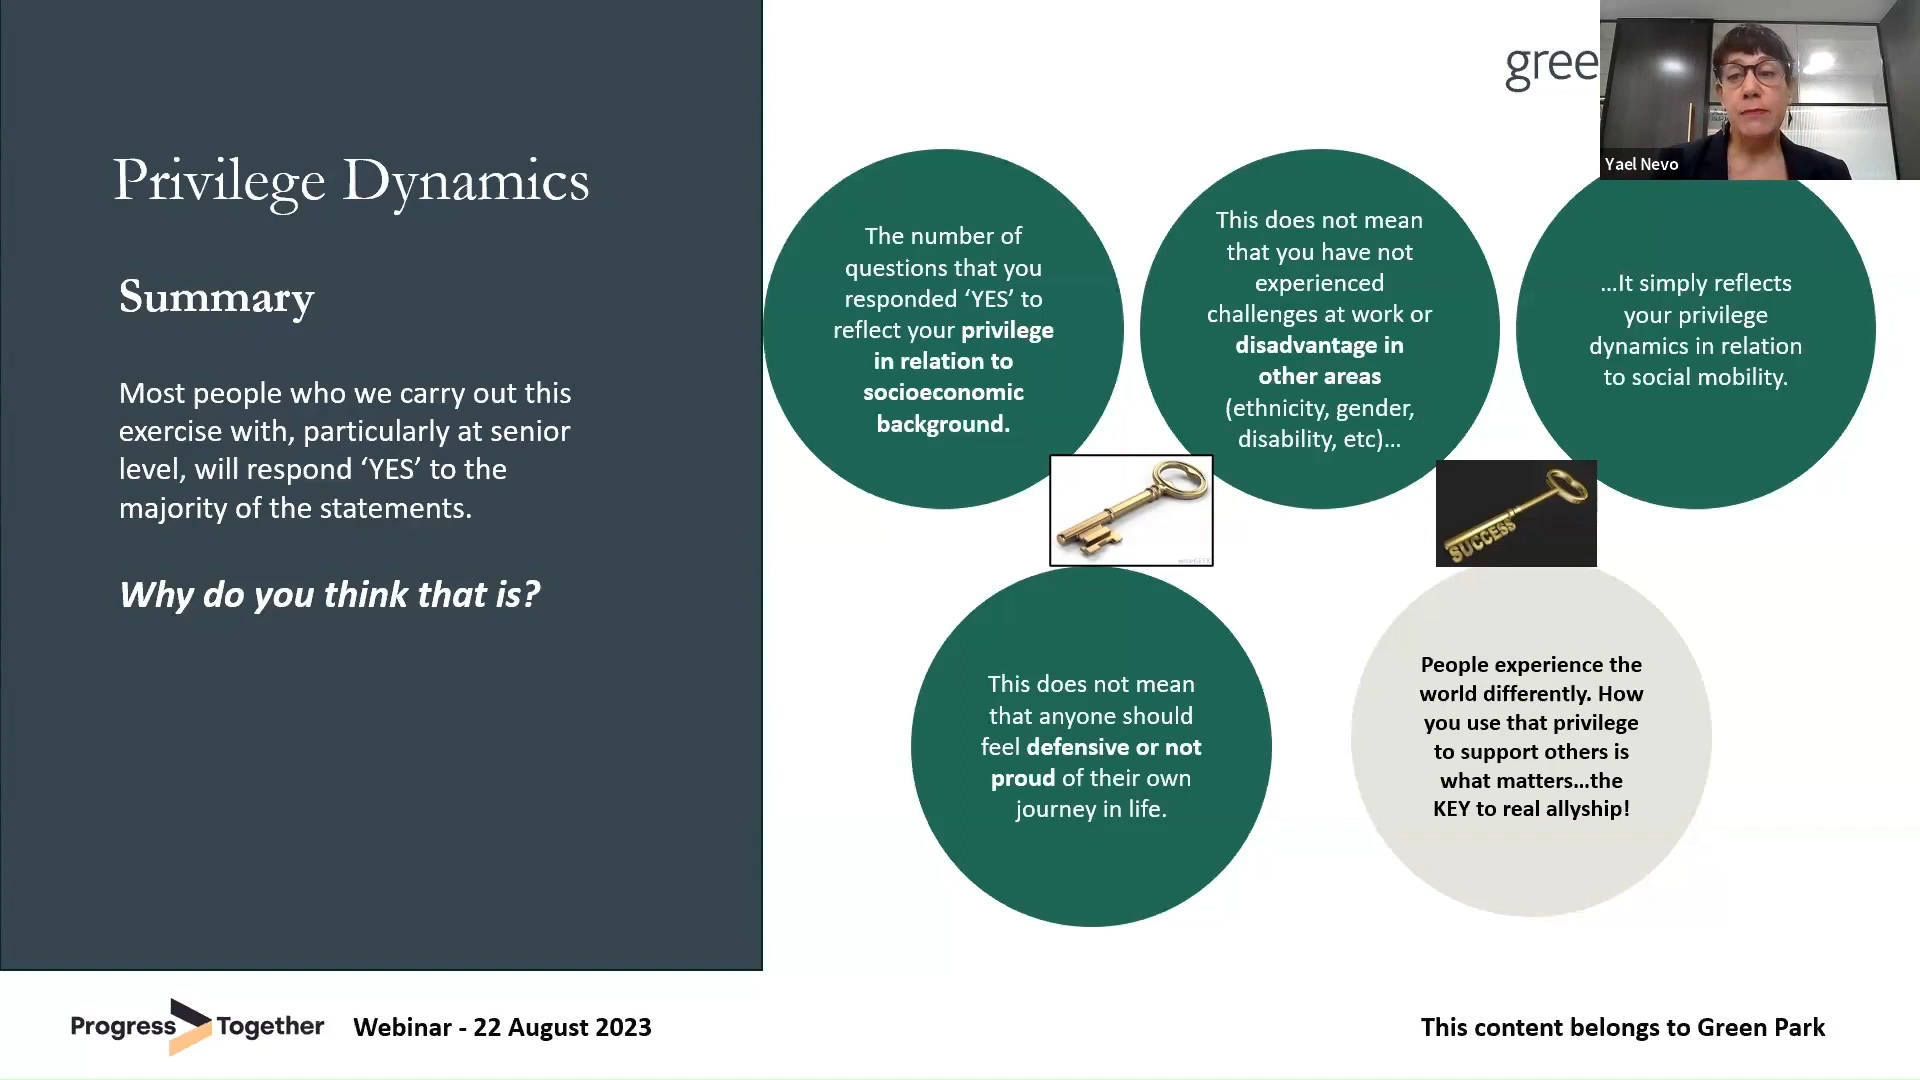 Privilege Dynamics
Summary
Most people who we carry out this
exercise with, particularly at senior
level, will respond ‘YES’ to the
majority of the statements.
Why do you think that is?
gree
Yael Nevo
The number of
questions that you
responded ‘YES’ to
reflect your privilege
in relation to
socioeconomic
background.
This does not mean
that you have not
experienced
challenges at work or
disadvantage in
other areas
(ethnicity, gender,
disability, etc)...
...It simply reflects
your privilege
dynamics in relation
to social mobility.
SUCCESS
This does not mean
that anyone should
feel defensive or not
proud of their own
journey in life.
People experience the
world differently. How
you use that privilege
to support others is
what matters...the
KEY to real allyship!
Progress Together
Webinar - 22 August 2023
This content belongs to Green Park